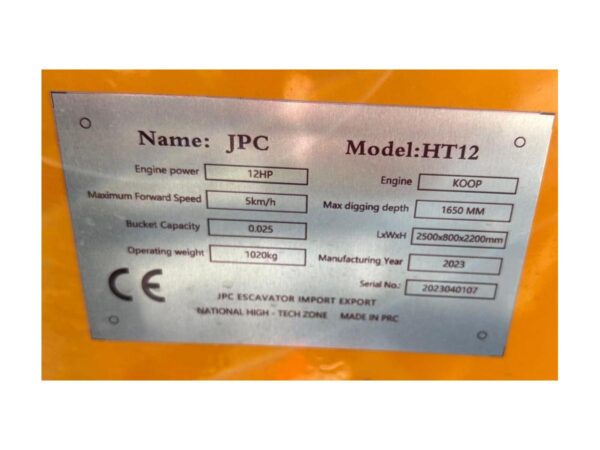 Name: JPC Model:HT12
Engine power 12HP Engine KOOP
Maximum Forward Speed 5km/h Max digging depth 1650 MM
Bucket Capacity 0.025 LxWxH 2500x800x2200mm
Operating weight 1020kg Manufacturing Year 2023
Serial No.: 2023040107
CE
JPC ESCAVATOR IMPORT EXPORT
NATIONAL HIGH - TECH ZONE MADE IN PRC